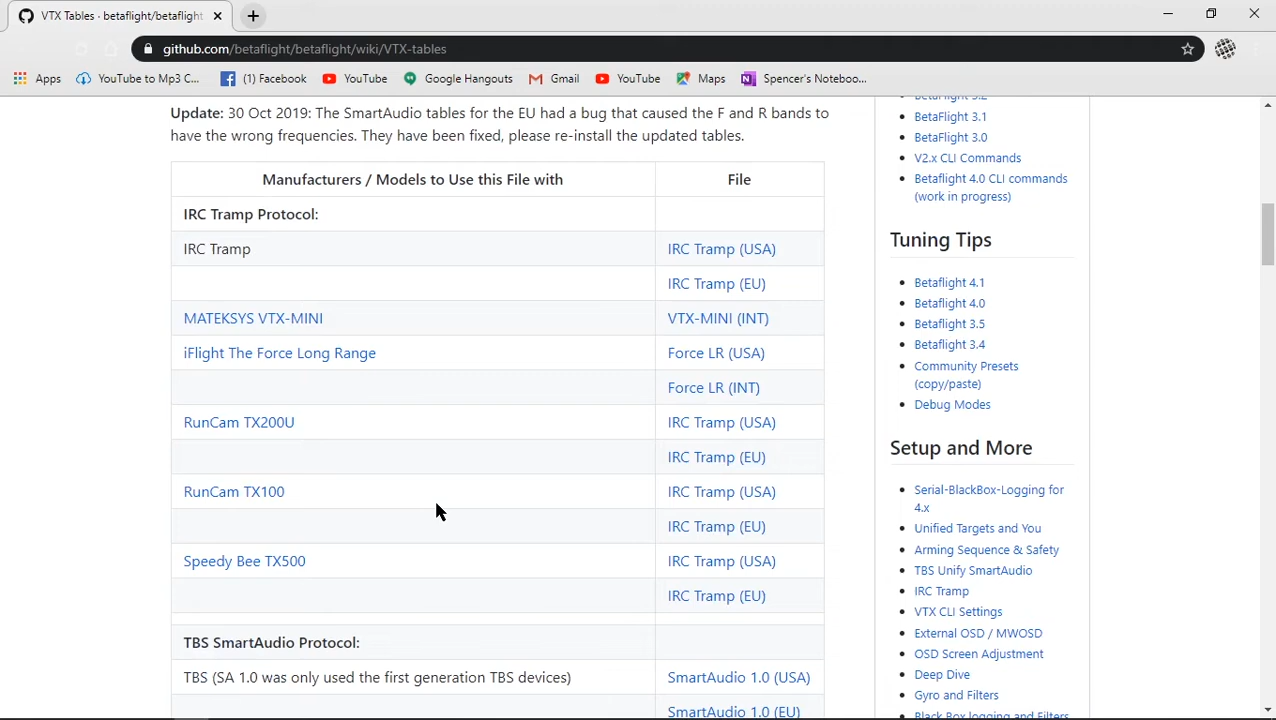 VTX Tables · betaflight/betaflight
github.com/betaflight/betaflight/wiki/VTX-tables
Apps
YouTube to Mp3 C...
(1) Facebook
YouTube
Google Hangouts
Gmail
YouTube
Maps
Spencer's Noteboo...
Update: 30 Oct 2019: The SmartAudio tables for the EU had a bug that caused the F and R bands to
have the wrong frequencies. They have been fixed, please re-install the updated tables.
Manufacturers / Models to Use this File with File
IRC Tramp Protocol:
IRC Tramp IRC Tramp (USA)
IRC Tramp (EU)
MATEKSYS VTX-MINI VTX-MINI (INT)
iFlight The Force Long Range Force LR (USA)
Force LR (INT)
RunCam TX200U IRC Tramp (USA)
IRC Tramp (EU)
RunCam TX100 IRC Tramp (USA)
IRC Tramp (EU)
Speedy Bee TX500 IRC Tramp (USA)
IRC Tramp (EU)
TBS SmartAudio Protocol:
TBS (SA 1.0 was only used the first generation TBS devices) SmartAudio 1.0 (USA)
SmartAudio 1.0 (EU)
BetaFlight 3.2
BetaFlight 3.1
BetaFlight 3.0
V2.x CLI Commands
Betaflight 4.0 CLI commands
(work in progress)
Tuning Tips
Betaflight 4.1
Betaflight 4.0
Betaflight 3.5
Betaflight 3.4
Community Presets
(copy/paste)
Debug Modes
Setup and More
Serial-BlackBox-Logging for
4.x
Unified Targets and You
Arming Sequence & Safety
TBS Unify SmartAudio
IRC Tramp
VTX CLI Settings
External OSD / MWOSD
OSD Screen Adjustment
Deep Dive
Gyro and Filters
Black Box logging and Filters